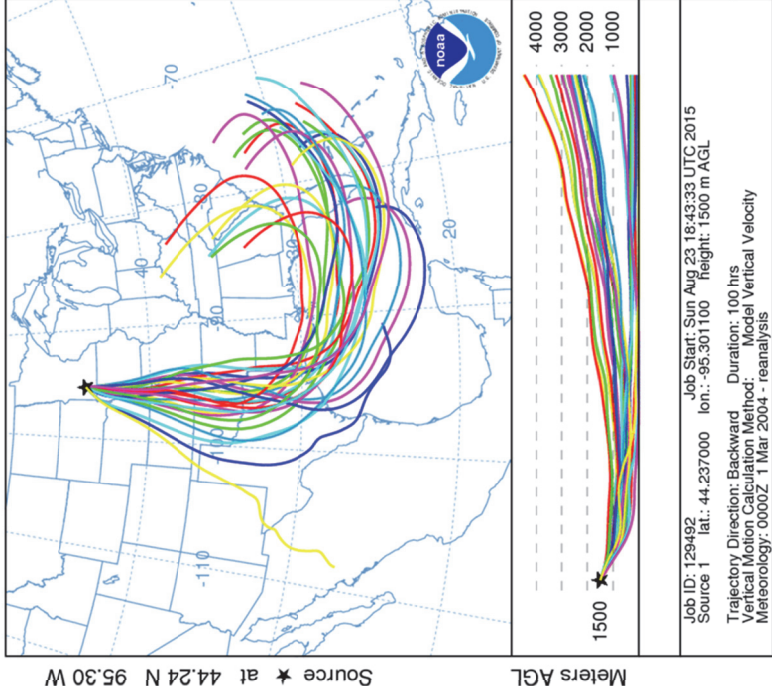 Source ★ at 44.24 N 95.30 W
Meters AGL
-70
-80
-90
-100
-110
40
30
20
noaa
4000
3000
2000
1000
1500
Job ID: 129492 Job Start: Sun Aug 23 18:43:33 UTC 2015
Source 1 lat.: 44.237000 lon.: -95.301100 height: 1500 m AGL
Trajectory Direction: Backward Duration: 100 hrs
Vertical Motion Calculation Method: Model Vertical Velocity
Meteorology: 0000Z 1 Mar 2004 - reanalysis